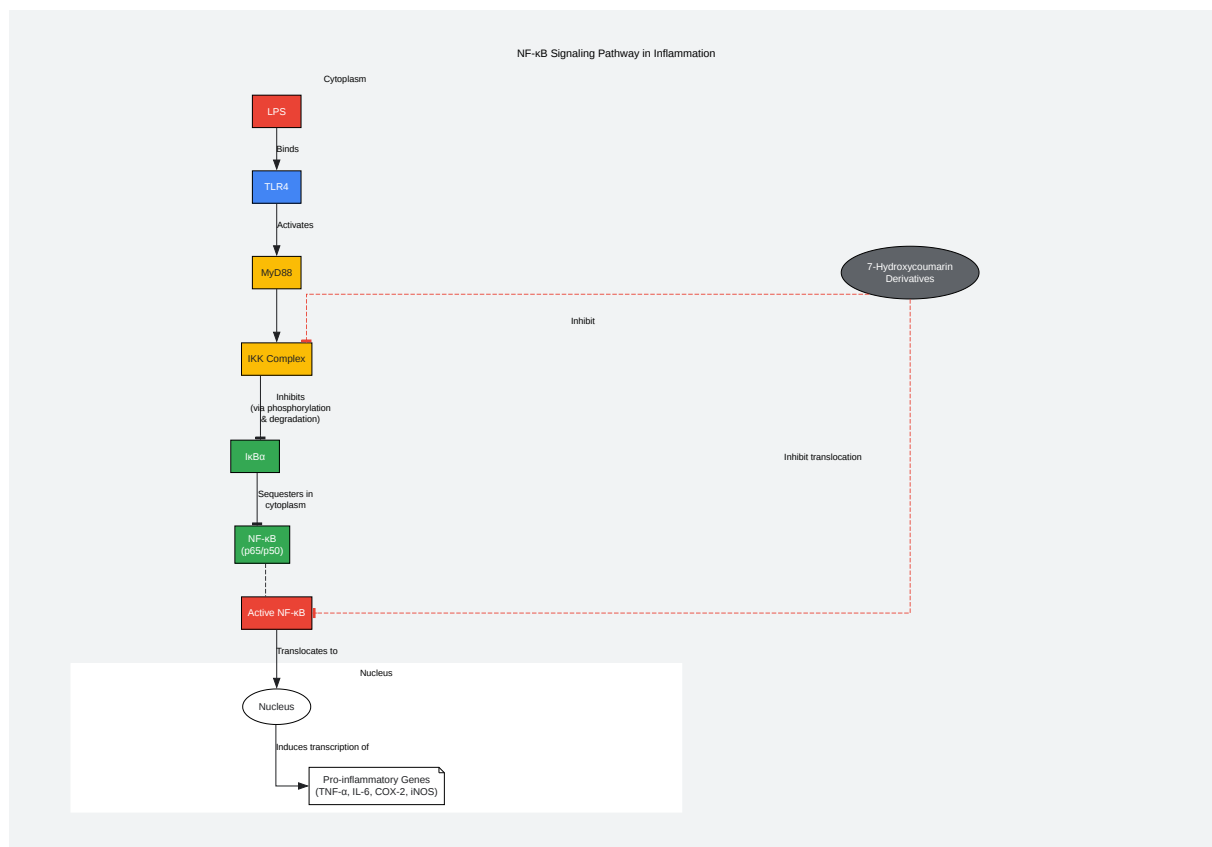 NF-κB Signaling Pathway in Inflammation
Cytoplasm
LPS
Binds
TLR4
Activates
MyD88
7-Hydroxycoumarin
Derivatives
Inhibit
IKK Complex
Inhibits
(via phosphorylation
& degradation)
IκBα
Inhibit translocation
Sequesters in
cytoplasm
NF-κB
(p65/p50)
Active NF-κB
Translocates to
Nucleus
Nucleus
Induces transcription of
Pro-inflammatory Genes
(TNF-α, IL-6, COX-2, iNOS)